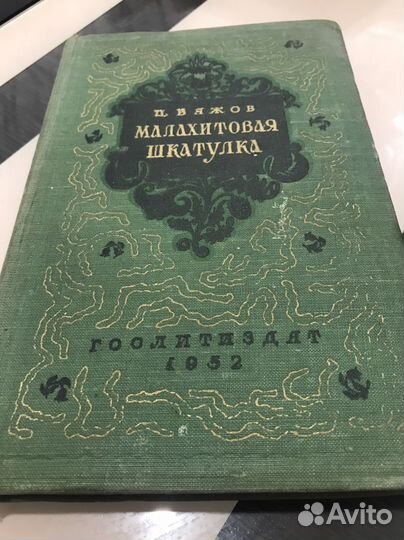 П. БАЖОВ
МАЛАХИТОВАЯ
ШКАТУЛКА
ГОСЛИТИЗДАТ
1952
Avito